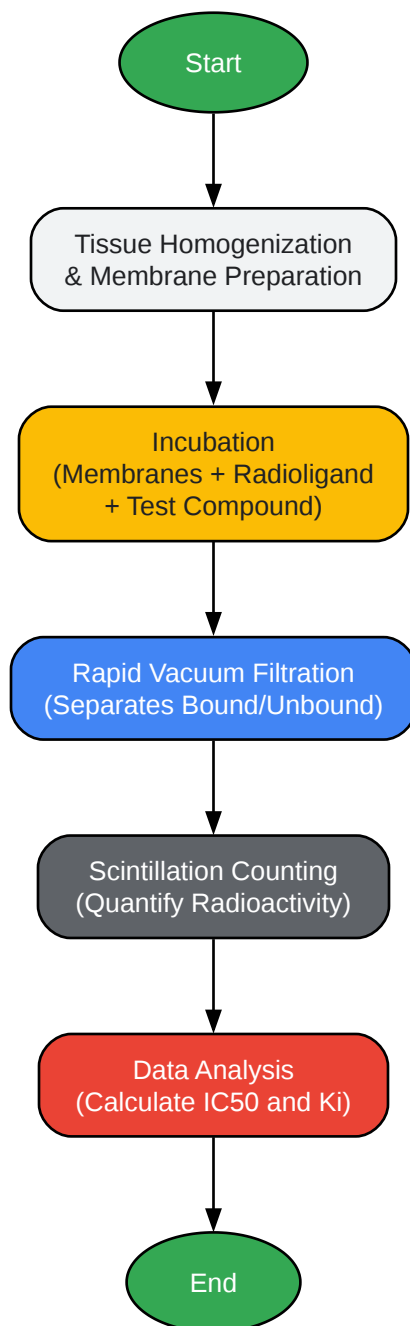 Start
Tissue Homogenization
& Membrane Preparation
Incubation
(Membranes + Radioligand
+ Test Compound)
Rapid Vacuum Filtration
(Separates Bound/Unbound)
Scintillation Counting
(Quantify Radioactivity)
Data Analysis
(Calculate IC50 and Ki)
End